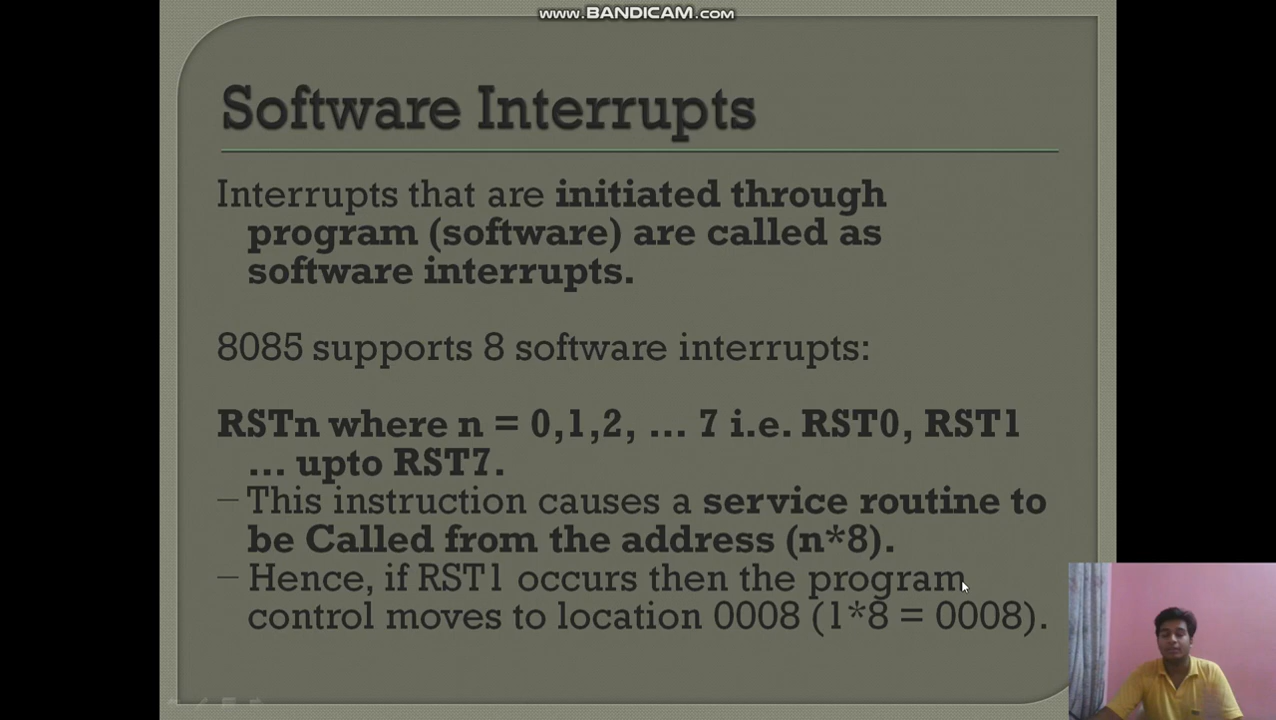 www.BANDICAM.com
Software Interrupts
Interrupts that are initiated through
program (software) are called as
software interrupts.
8085 supports 8 software interrupts:
RSTn where n = 0,1,2, ... 7 i.e. RST0, RST1
... upto RST7.
– This instruction causes a service routine to
be Called from the address (n*8).
– Hence, if RST1 occurs then the program
control moves to location 0008 (1*8 = 0008).